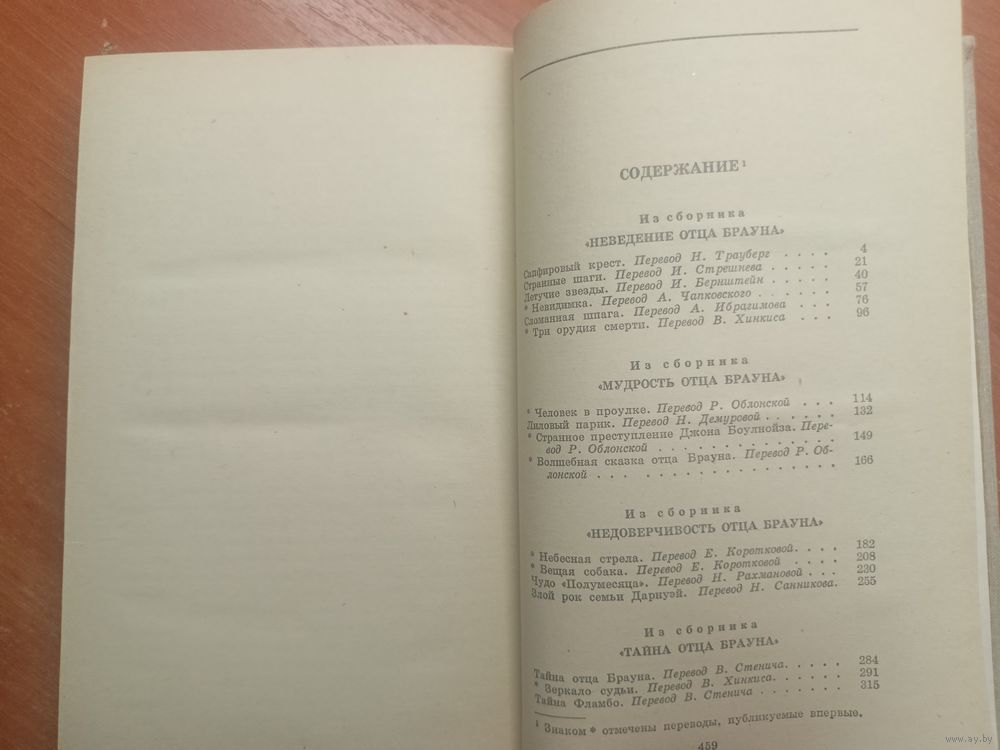 СОДЕРЖАНИЕ¹
Из сборника
«НЕВЕДЕНИЕ ОТЦА БРАУНА»
Сапфировый крест. Перевод Н. Трауберг . . . . 4
Странные шаги. Перевод И. Стрешнева . . . . . 21
Летучие звезды. Перевод И. Бернштейн . . . . 40
* Невидимка. Перевод А. Чапковского . . . . . . 57
Сломанная шпага. Перевод А. Ибрагимова . . . . 76
* Три орудия смерти. Перевод В. Хинкиса . . . . 96
Из сборника
«МУДРОСТЬ ОТЦА БРАУНА»
* Человек в проулке. Перевод Р. Облонской . . . 114
Лиловый парик. Перевод Н. Демуровой . . . . . . 132
* Странное преступление Джона Боулнойза. Пере-
вод Р. Облонской . . . . . . . . . . . . . . 149
* Волшебная сказка отца Брауна. Перевод Р. Об-
лонской . . . . . . . . . . . . . . . . . 166
Из сборника
«НЕДОВЕРЧИВОСТЬ ОТЦА БРАУНА»
* Небесная стрела. Перевод Е. Коротковой. . . . 182
* Вещая собака. Перевод Е. Коротковой . . . . 208
Чудо «Полумесяца». Перевод Н. Рахмановой . . . 230
Злой рок семьи Дарнуэй. Перевод Н. Санникова. 255
Из сборника
«ТАЙНА ОТЦА БРАУНА»
Тайна отца Брауна. Перевод В. Стенича. . . . . 284
* Зеркало судьи. Перевод В. Хинкиса. . . . . . 291
Тайна Фламбо. Перевод В. Стенича . . . . . . 315
¹ Знаком * отмечены переводы, публикуемые впервые.
459
www.ay.by